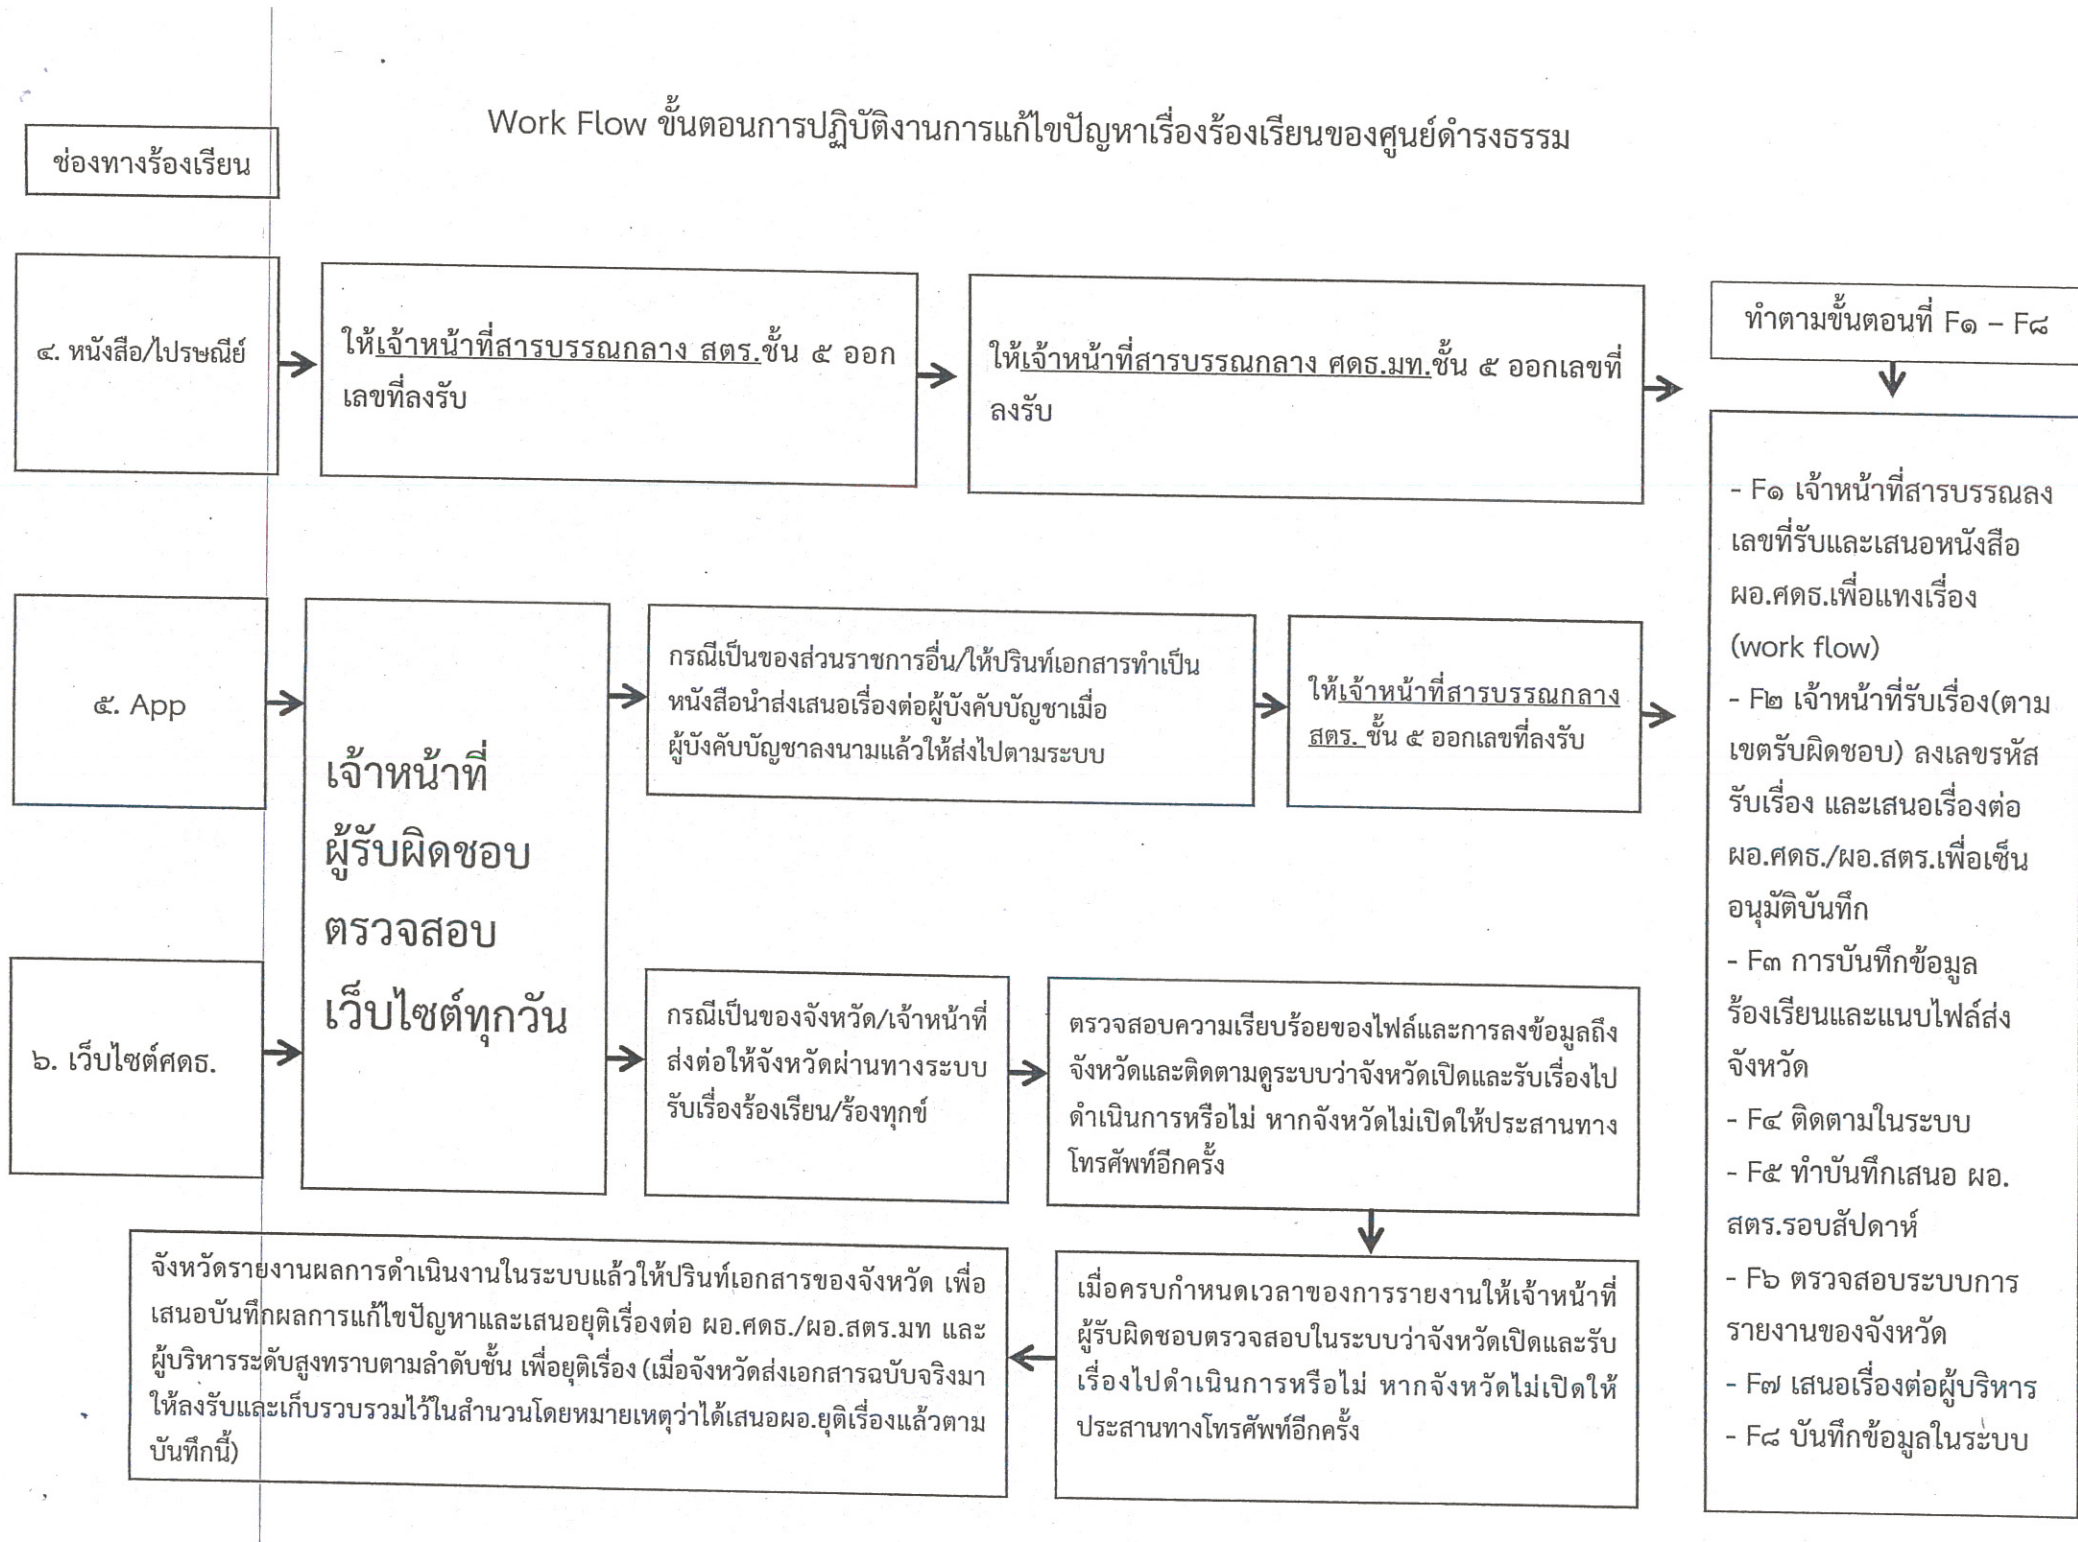 Work Flow ขั้นตอนการปฏิบัติงานการแก้ไขปัญหาเรื่องร้องเรียนของศูนย์ดำรงธรรม
ช่องทางร้องเรียน
๔. หนังสือ/ไปรษณีย์
ให้เจ้าหน้าที่สารบรรณกลาง สตร.ชั้น ๕ ออก
เลขที่ลงรับ
ให้เจ้าหน้าที่สารบรรณกลาง ศดธ.มท.ชั้น ๕ ออกเลขที่
ลงรับ
ทำตามขั้นตอนที่ F๑ – F๘
๕. App
เจ้าหน้าที่
ผู้รับผิดชอบ
ตรวจสอบ
เว็บไซต์ทุกวัน
กรณีเป็นของส่วนราชการอื่น/ให้ปรินท์เอกสารทำเป็น
หนังสือนำส่งเสนอเรื่องต่อผู้บังคับบัญชาเมื่อ
ผู้บังคับบัญชาลงนามแล้วให้ส่งไปตามระบบ
ให้เจ้าหน้าที่สารบรรณกลาง
สตร. ชั้น ๕ ออกเลขที่ลงรับ
๖. เว็บไซต์ศดธ.
กรณีเป็นของจังหวัด/เจ้าหน้าที่
ส่งต่อให้จังหวัดผ่านทางระบบ
รับเรื่องร้องเรียน/ร้องทุกข์
ตรวจสอบความเรียบร้อยของไฟล์และการลงข้อมูลถึง
จังหวัดและติดตามดูระบบว่าจังหวัดเปิดและรับเรื่องไป
ดำเนินการหรือไม่ หากจังหวัดไม่เปิดให้ประสานทาง
โทรศัพท์อีกครั้ง
เมื่อครบกำหนดเวลาของการรายงานให้เจ้าหน้าที่
ผู้รับผิดชอบตรวจสอบในระบบว่าจังหวัดเปิดและรับ
เรื่องไปดำเนินการหรือไม่ หากจังหวัดไม่เปิดให้
ประสานทางโทรศัพท์อีกครั้ง
จังหวัดรายงานผลการดำเนินงานในระบบแล้วให้ปรินท์เอกสารของจังหวัด เพื่อ
เสนอบันทึกผลการแก้ไขปัญหาและเสนอยุติเรื่องต่อ ผอ.ศดธ./ผอ.สตร.มท และ
ผู้บริหารระดับสูงทราบตามลำดับชั้น เพื่อยุติเรื่อง (เมื่อจังหวัดส่งเอกสารฉบับจริงมา
ให้ลงรับและเก็บรวบรวมไว้ในสำนวนโดยหมายเหตุว่าได้เสนอผอ.ยุติเรื่องแล้วตาม
บันทึกนี้)
- F๑ เจ้าหน้าที่สารบรรณลง
เลขที่รับและเสนอหนังสือ
ผอ.ศดธ.เพื่อแทงเรื่อง
(work flow)
- F๒ เจ้าหน้าที่รับเรื่อง(ตาม
เขตรับผิดชอบ) ลงเลขรหัส
รับเรื่อง และเสนอเรื่องต่อ
ผอ.ศดธ./ผอ.สตร.เพื่อเซ็น
อนุมัติบันทึก
- F๓ การบันทึกข้อมูล
ร้องเรียนและแนบไฟล์ส่ง
จังหวัด
- F๔ ติดตามในระบบ
- F๕ ทำบันทึกเสนอ ผอ.
สตร.รอบสัปดาห์
- F๖ ตรวจสอบระบบการ
รายงานของจังหวัด
- F๗ เสนอเรื่องต่อผู้บริหาร
- F๘ บันทึกข้อมูลในระบบ